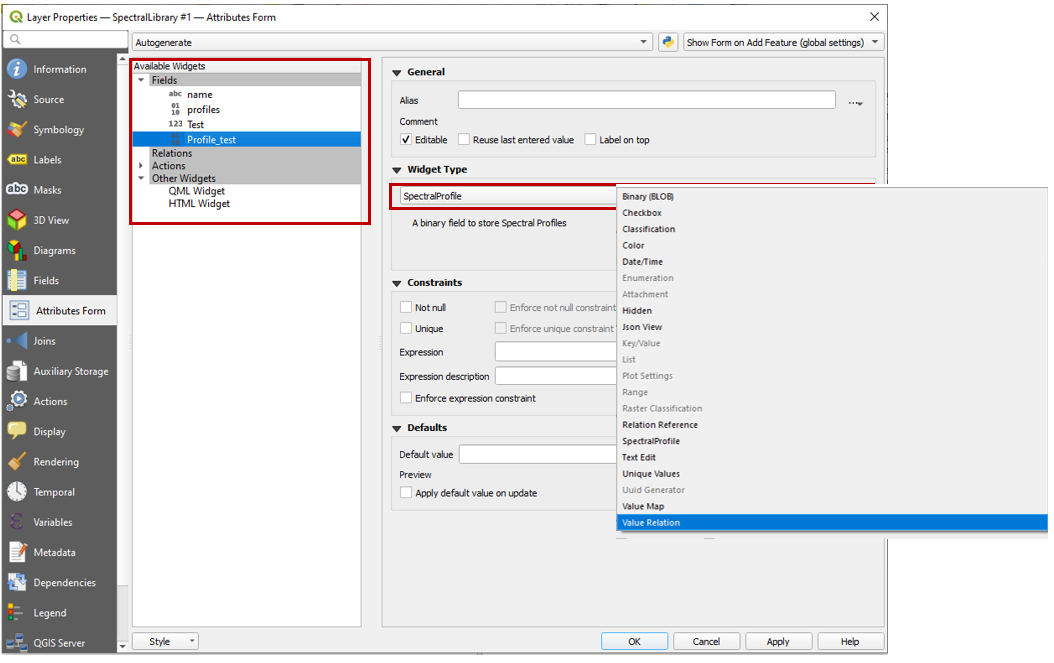 Layer Properties — SpectralLibrary #1 — Attributes Form
Autogenerate
Show Form on Add Feature (global settings)
Information
Source
Symbology
abc Labels
abc Masks
3D View
Diagrams
Fields
Attributes Form
Joins
Auxiliary Storage
Actions
Display
Rendering
Temporal
Variables
Metadata
Dependencies
Legend
QGIS Server
Available Widgets
Fields
abc name
01
10 profiles
123 Test
Profile_test
Relations
Actions
Other Widgets
QML Widget
HTML Widget
Style
General
Alias
...
Comment
Editable Reuse last entered value Label on top
Widget Type
SpectralProfile
A binary field to store Spectral Profiles
Constraints
Not null Enforce not null constraint
Unique Enforce unique constraint
Expression
Expression description
Enforce expression constraint
Defaults
Default value
Preview
Apply default value on update
Binary (BLOB)
Checkbox
Classification
Color
Date/Time
Enumeration
Attachment
Hidden
Json View
Key/Value
List
Plot Settings
Range
Raster Classification
Relation Reference
SpectralProfile
Text Edit
Unique Values
Uuid Generator
Value Map
Value Relation
OK Cancel Apply Help